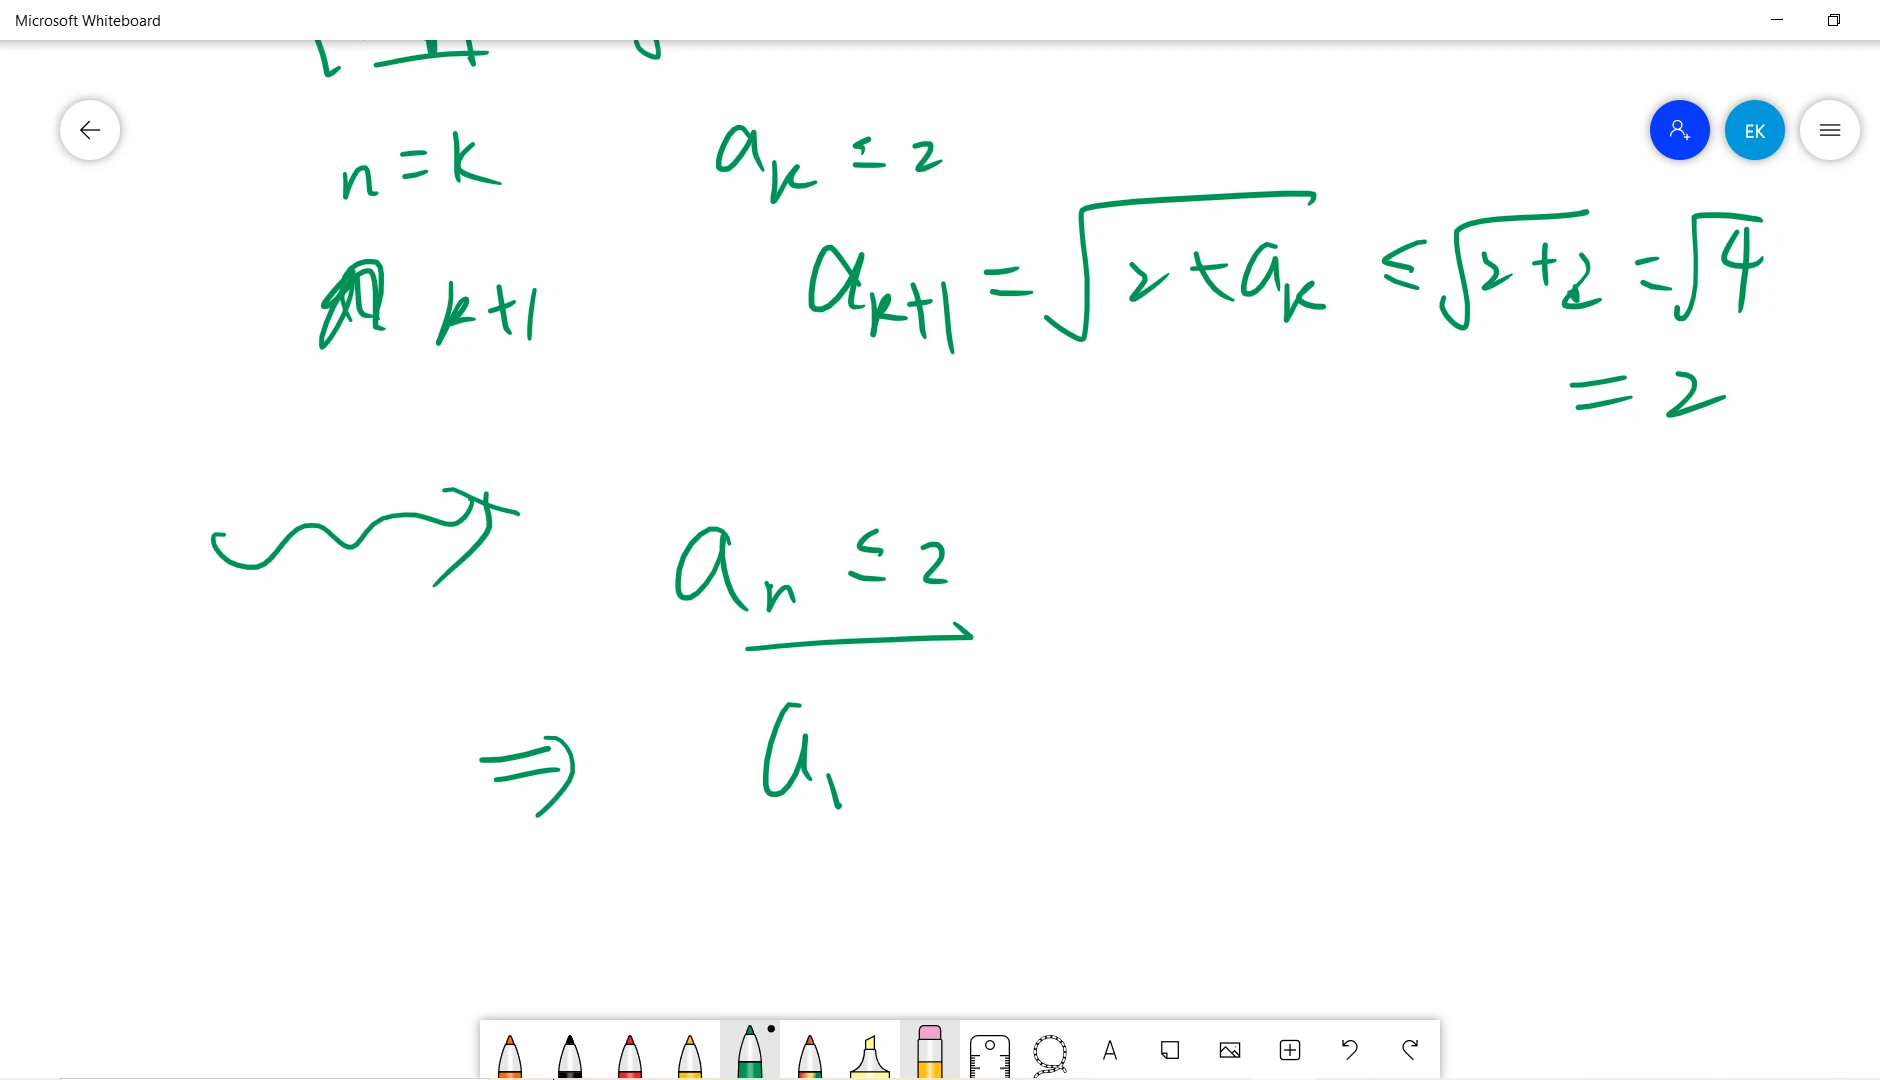 Microsoft Whiteboard
EK
n = k a_k ≤ 2
k+1 a_{k+1} = √(2 + a_k) ≤ √(2+2) = √4
= 2
a_n ≤ 2
⇒ a_1
A